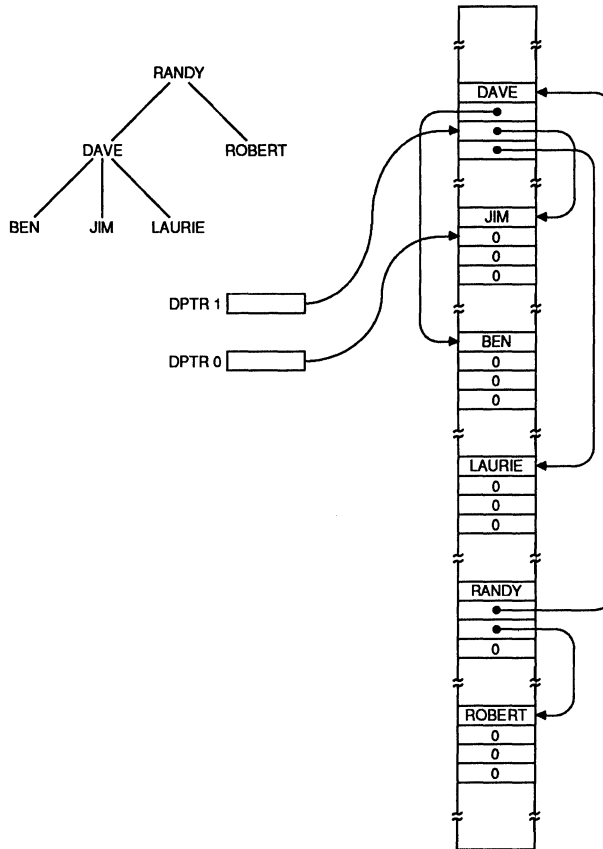 RANDY
DAVE ROBERT
BEN JIM LAURIE
DPTR 1
DPTR 0
DAVE
JIM
0
0
0
BEN
0
0
0
LAURIE
0
0
0
RANDY
0
ROBERT
0
0
0